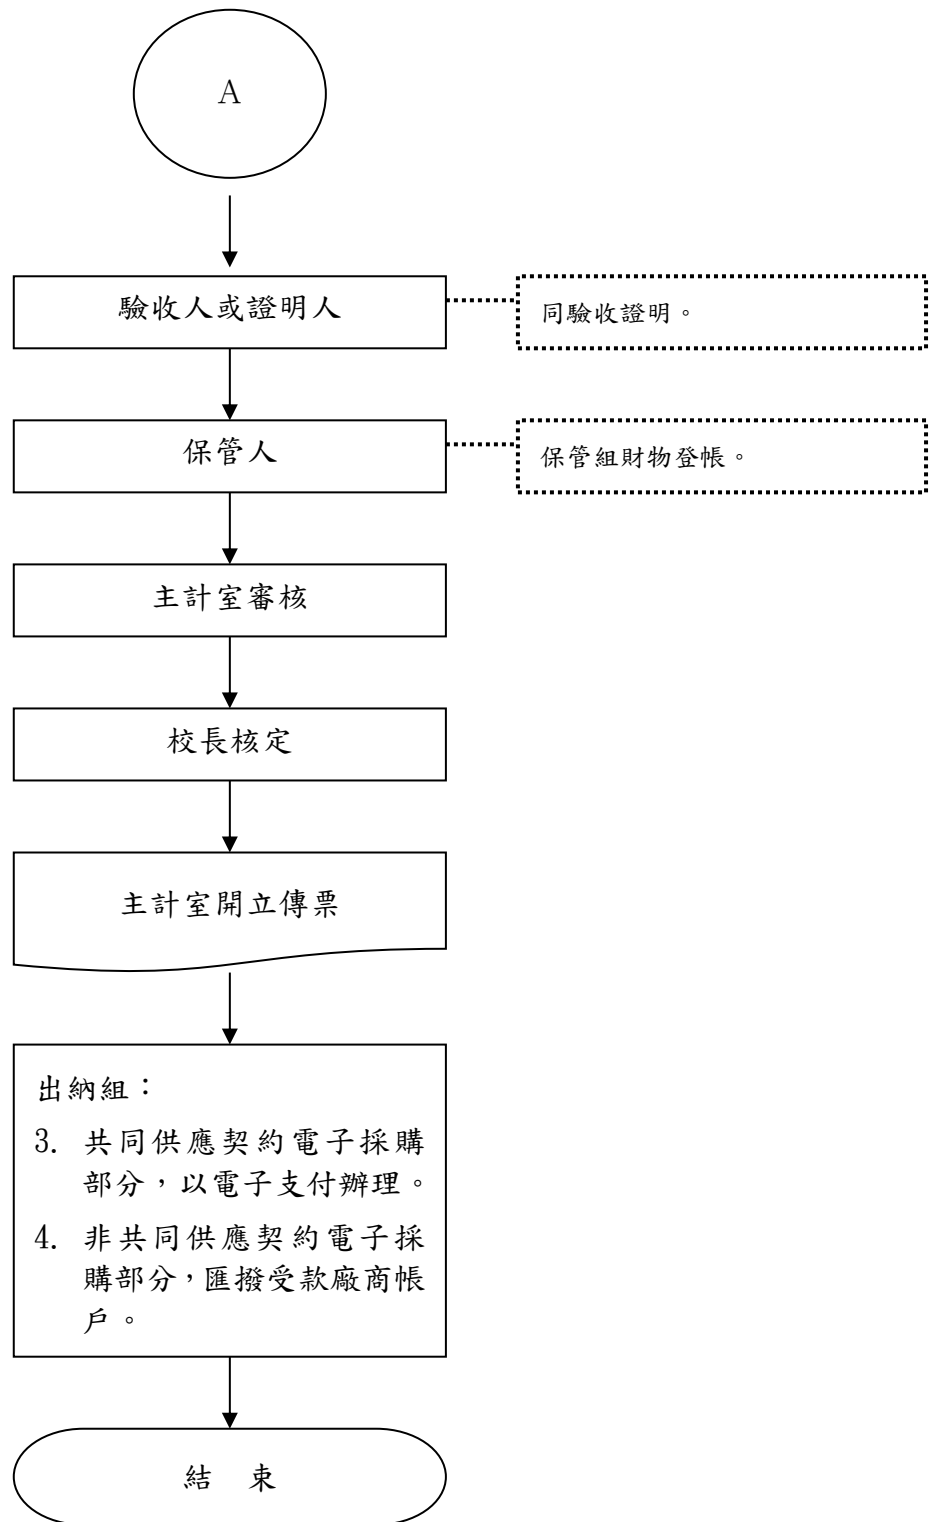 A
驗收人或證明人
同驗收證明。
保管人
保管組財物登帳。
主計室審核
校長核定
主計室開立傳票
出納組：
3. 共同供應契約電子採購
部分，以電子支付辦理。
4. 非共同供應契約電子採
購部分，匯撥受款廠商帳
戶。
結 束